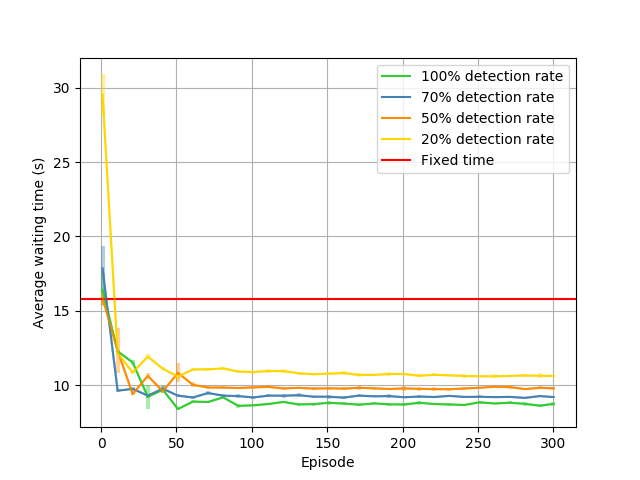 100% detection rate
70% detection rate
50% detection rate
20% detection rate
Fixed time
30
25
20
15
10
Average waiting time (s)
0 50 100 150 200 250 300
Episode